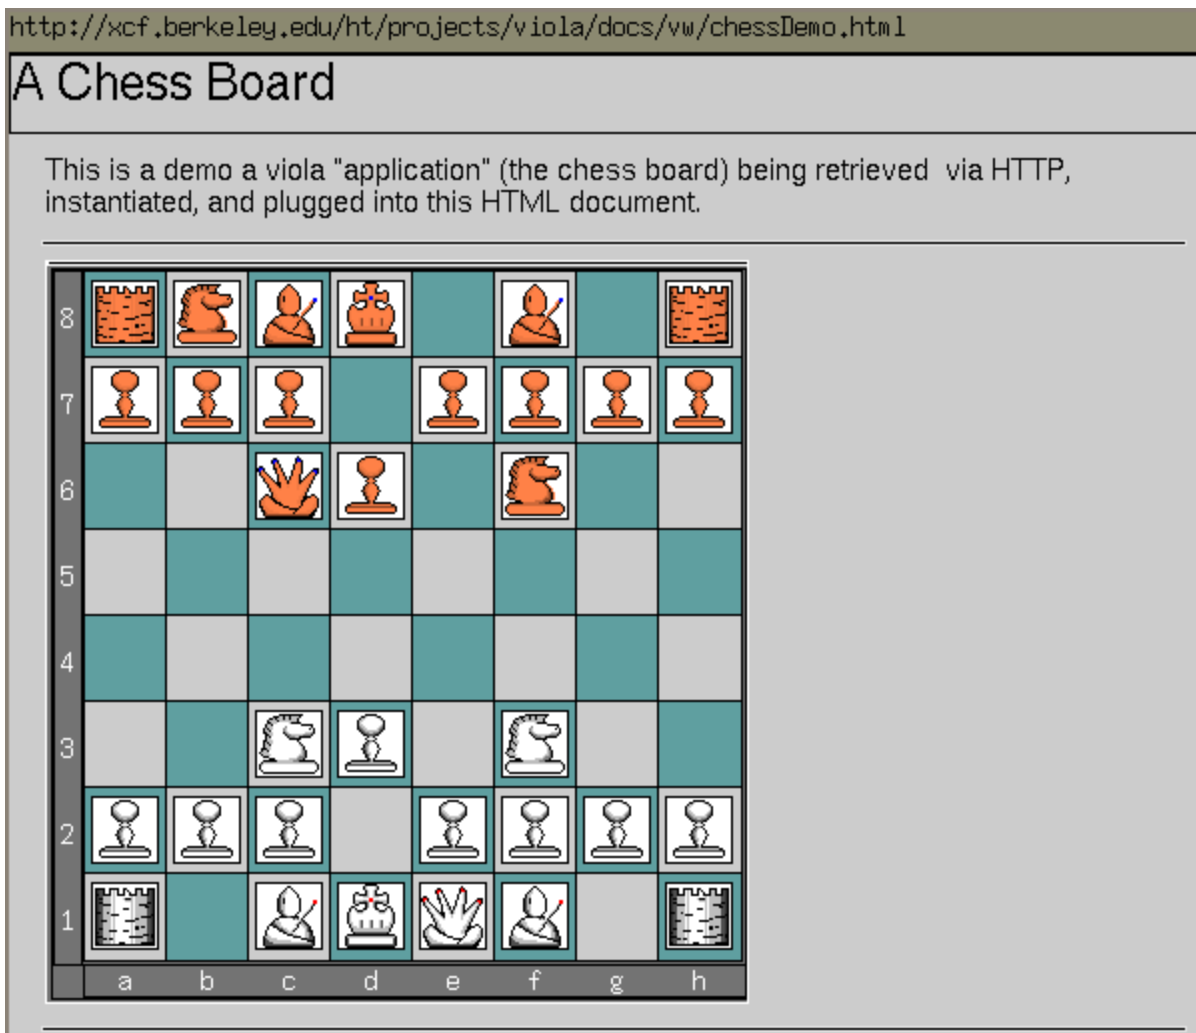 http://xcf.berkeley.edu/ht/projects/viola/docs/vw/chessDemo.html
A Chess Board
This is a demo a viola "application" (the chess board) being retrieved  via HTTP,
instantiated, and plugged into this HTML document.
8
7
6
5
4
3
2
1
a b c d e f g h